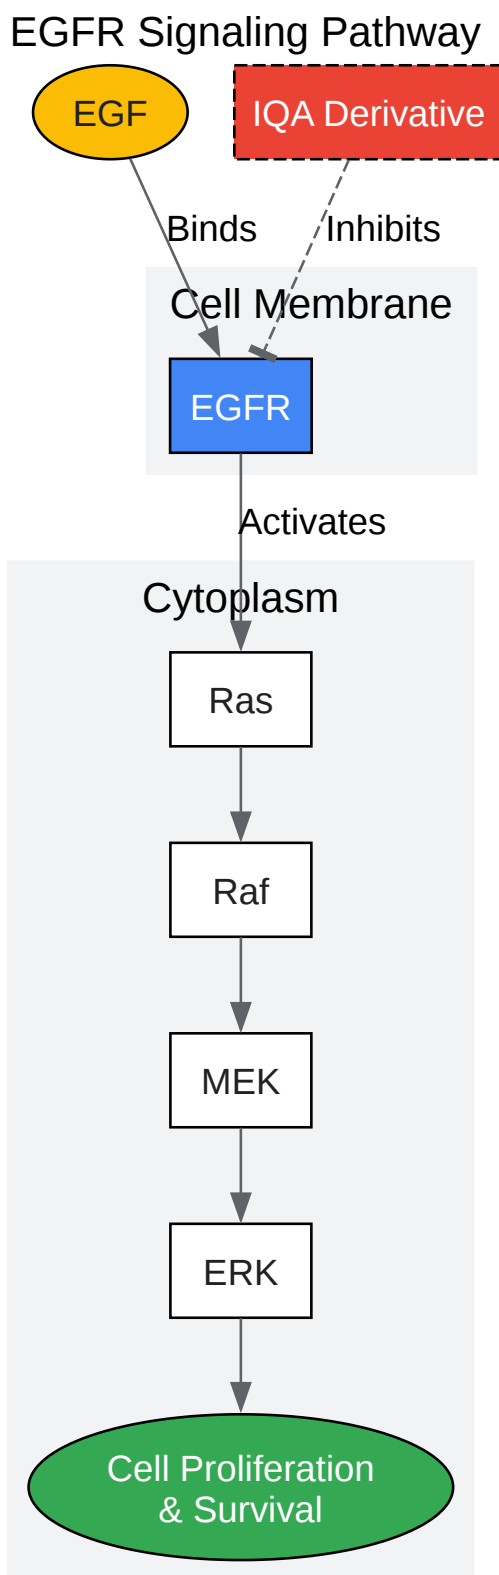 EGFR Signaling Pathway
EGF
IQA Derivative
Binds
Inhibits
Cell Membrane
EGFR
Activates
Cytoplasm
Ras
Raf
MEK
ERK
Cell Proliferation
& Survival